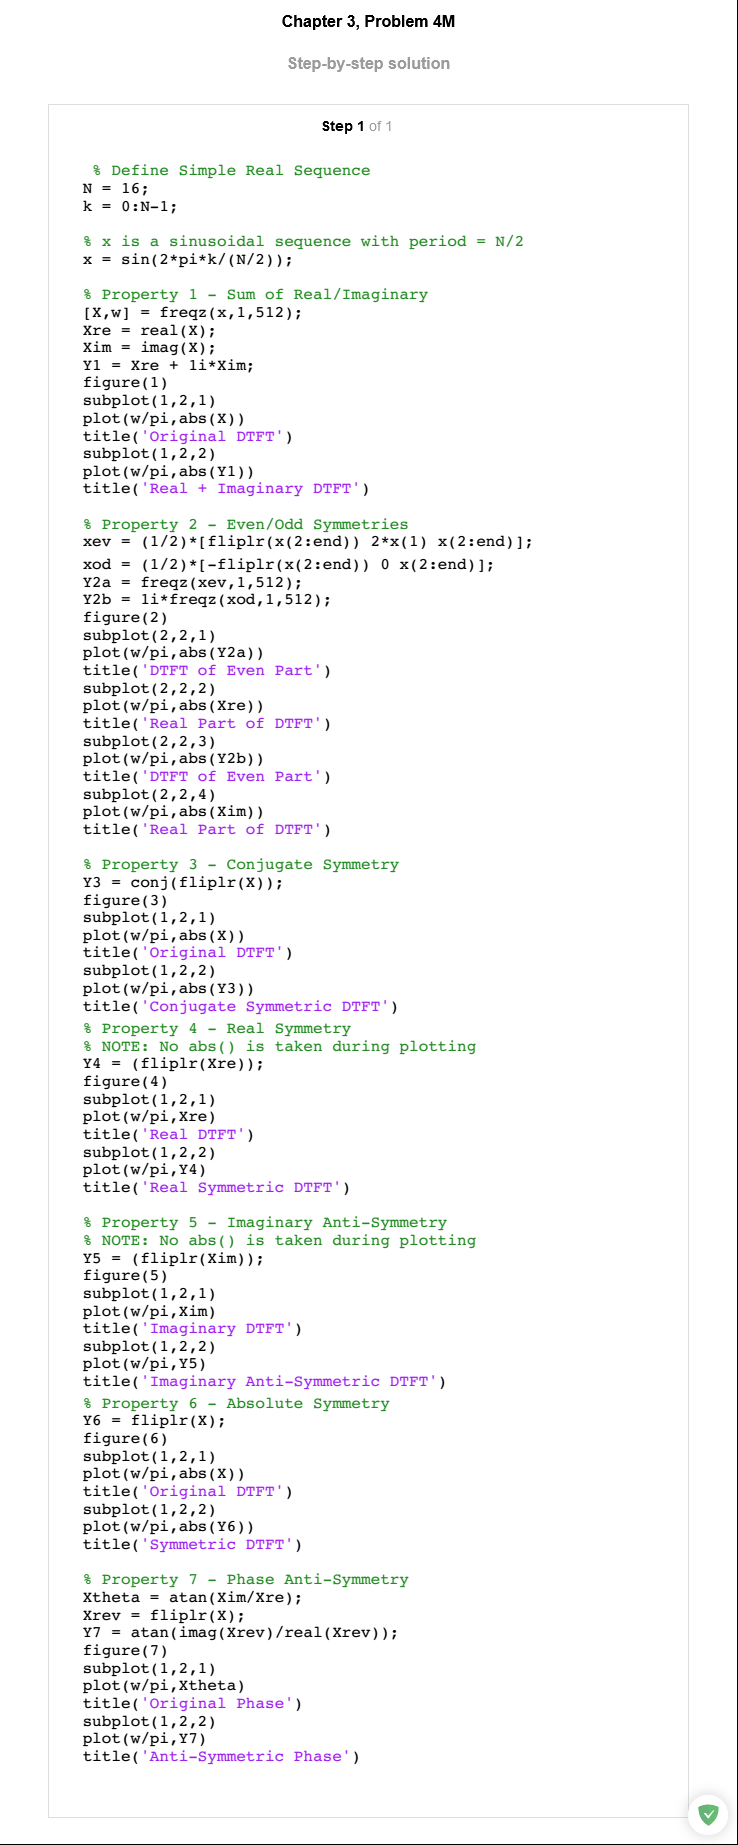 Chapter 3, Problem 4M
Step-by-step solution
Step 1 of 1
% Define Simple Real Sequence
N = 16;
k = 0:N-1;
% x is a sinusoidal sequence with period = N/2
x = sin(2*pi*k/(N/2));
% Property 1 - Sum of Real/Imaginary
[X,w] = freqz(x,1,512);
Xre = real(X);
Xim = imag(X);
Y1 = Xre + 1i*Xim;
figure(1)
subplot(1,2,1)
plot(w/pi,abs(X))
title('Original DTFT')
subplot(1,2,2)
plot(w/pi,abs(Y1))
title('Real + Imaginary DTFT')
% Property 2 - Even/Odd Symmetries
xev = (1/2)*[fliplr(x(2:end)) 2*x(1) x(2:end)];
xod = (1/2)*[-fliplr(x(2:end)) 0 x(2:end)];
Y2a = freqz(xev,1,512);
Y2b = 1i*freqz(xod,1,512);
figure(2)
subplot(2,2,1)
plot(w/pi,abs(Y2a))
title('DTFT of Even Part')
subplot(2,2,2)
plot(w/pi,abs(Xre))
title('Real Part of DTFT')
subplot(2,2,3)
plot(w/pi,abs(Y2b))
title('DTFT of Even Part')
subplot(2,2,4)
plot(w/pi,abs(Xim))
title('Real Part of DTFT')
% Property 3 - Conjugate Symmetry
Y3 = conj(fliplr(X));
figure(3)
subplot(1,2,1)
plot(w/pi,abs(X))
title('Original DTFT')
subplot(1,2,2)
plot(w/pi,abs(Y3))
title('Conjugate Symmetric DTFT')
% Property 4 - Real Symmetry
% NOTE: No abs() is taken during plotting
Y4 = (fliplr(Xre));
figure(4)
subplot(1,2,1)
plot(w/pi,Xre)
title('Real DTFT')
subplot(1,2,2)
plot(w/pi,Y4)
title('Real Symmetric DTFT')
% Property 5 - Imaginary Anti-Symmetry
% NOTE: No abs() is taken during plotting
Y5 = (fliplr(Xim));
figure(5)
subplot(1,2,1)
plot(w/pi,Xim)
title('Imaginary DTFT')
subplot(1,2,2)
plot(w/pi,Y5)
title('Imaginary Anti-Symmetric DTFT')
% Property 6 - Absolute Symmetry
Y6 = fliplr(X);
figure(6)
subplot(1,2,1)
plot(w/pi,abs(X))
title('Original DTFT')
subplot(1,2,2)
plot(w/pi,abs(Y6))
title('Symmetric DTFT')
% Property 7 - Phase Anti-Symmetry
Xtheta = atan(Xim/Xre);
Xrev = fliplr(X);
Y7 = atan(imag(Xrev)/real(Xrev));
figure(7)
subplot(1,2,1)
plot(w/pi,Xtheta)
title('Original Phase')
subplot(1,2,2)
plot(w/pi,Y7)
title('Anti-Symmetric Phase')